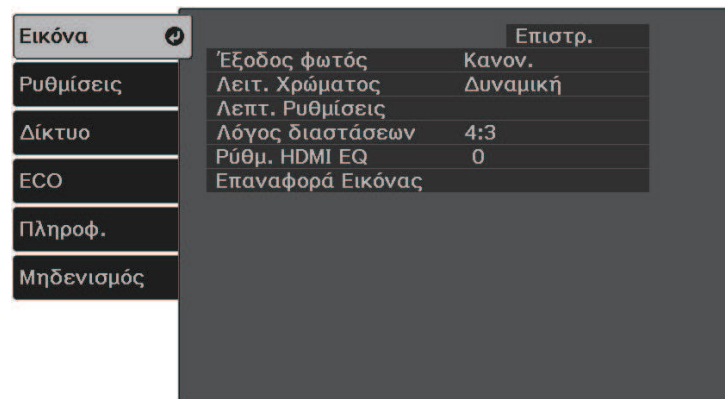 Εικόνα
Ρυθμίσεις
Δίκτυο
ECO
Πληροφ.
Μηδενισμός
Επιστρ.
Έξοδος φωτός Κανον.
Λειτ. Χρώματος Δυναμική
Λεπτ. Ρυθμίσεις
Λόγος διαστάσεων 4:3
Ρύθμ. HDMI EQ 0
Επαναφορά Εικόνας